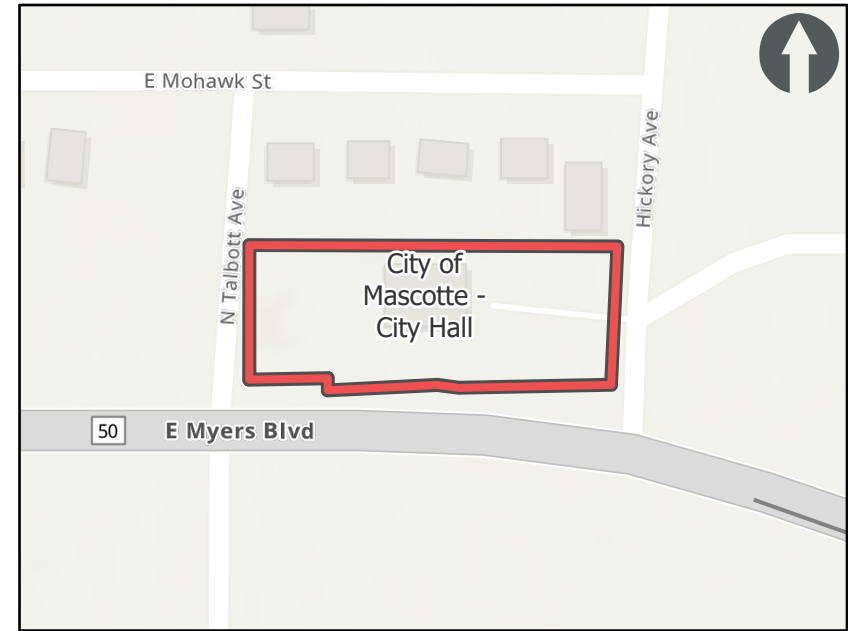 E Mohawk St
Hickory Ave
N Talbott Ave
City of
Mascotte -
City Hall
50
E Myers Blvd